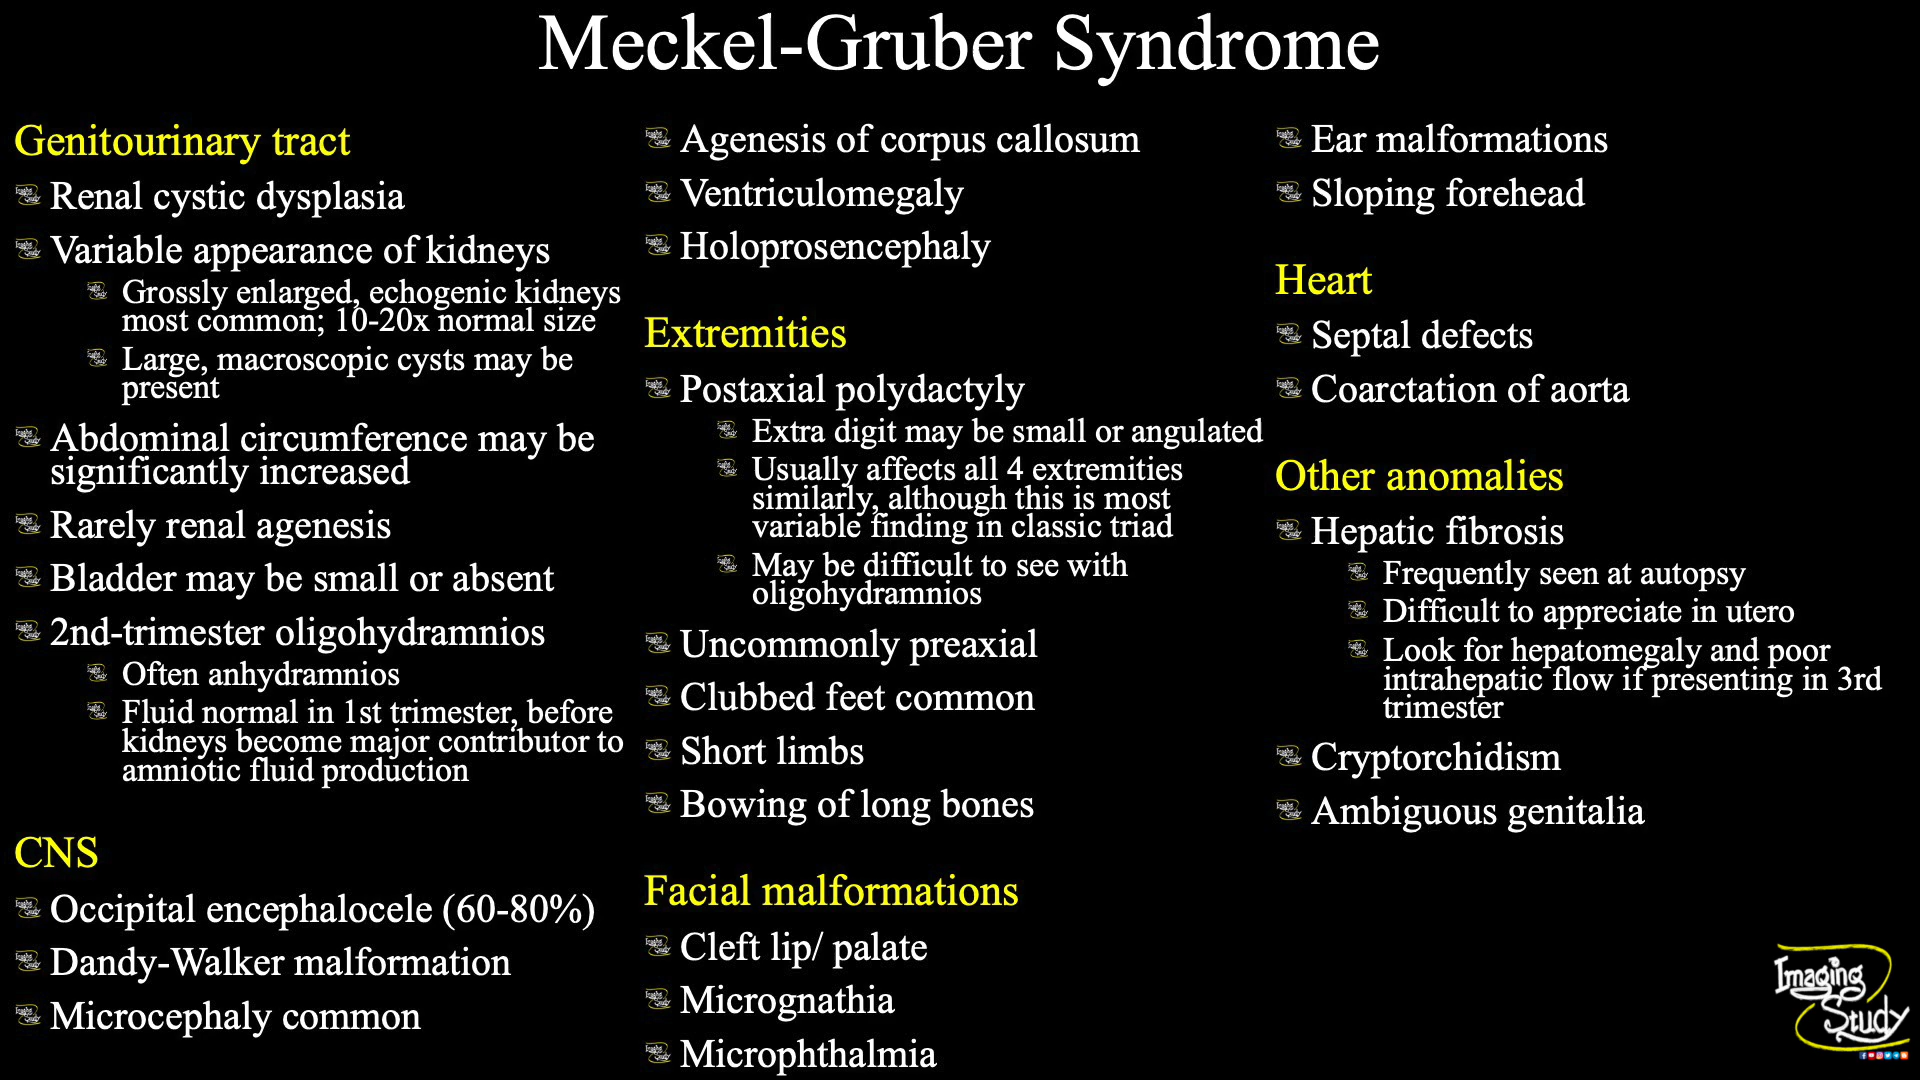 Meckel-Gruber Syndrome
Genitourinary tract
Renal cystic dysplasia
Variable appearance of kidneys
Grossly enlarged, echogenic kidneys
most common; 10-20x normal size
Large, macroscopic cysts may be
present
Abdominal circumference may be
significantly increased
Rarely renal agenesis
Bladder may be small or absent
2nd-trimester oligohydramnios
Often anhydramnios
Fluid normal in 1st trimester, before
kidneys become major contributor to
amniotic fluid production
CNS
Occipital encephalocele (60-80%)
Dandy-Walker malformation
Microcephaly common
Agenesis of corpus callosum
Ventriculomegaly
Holoprosencephaly
Extremities
Postaxial polydactyly
Extra digit may be small or angulated
Usually affects all 4 extremities
similarly, although this is most
variable finding in classic triad
May be difficult to see with
oligohydramnios
Uncommonly preaxial
Clubbed feet common
Short limbs
Bowing of long bones
Facial malformations
Cleft lip/ palate
Micrognathia
Microphthalmia
Ear malformations
Sloping forehead
Heart
Septal defects
Coarctation of aorta
Other anomalies
Hepatic fibrosis
Frequently seen at autopsy
Difficult to appreciate in utero
Look for hepatomegaly and poor
intrahepatic flow if presenting in 3rd
trimester
Cryptorchidism
Ambiguous genitalia
Imaging
Study